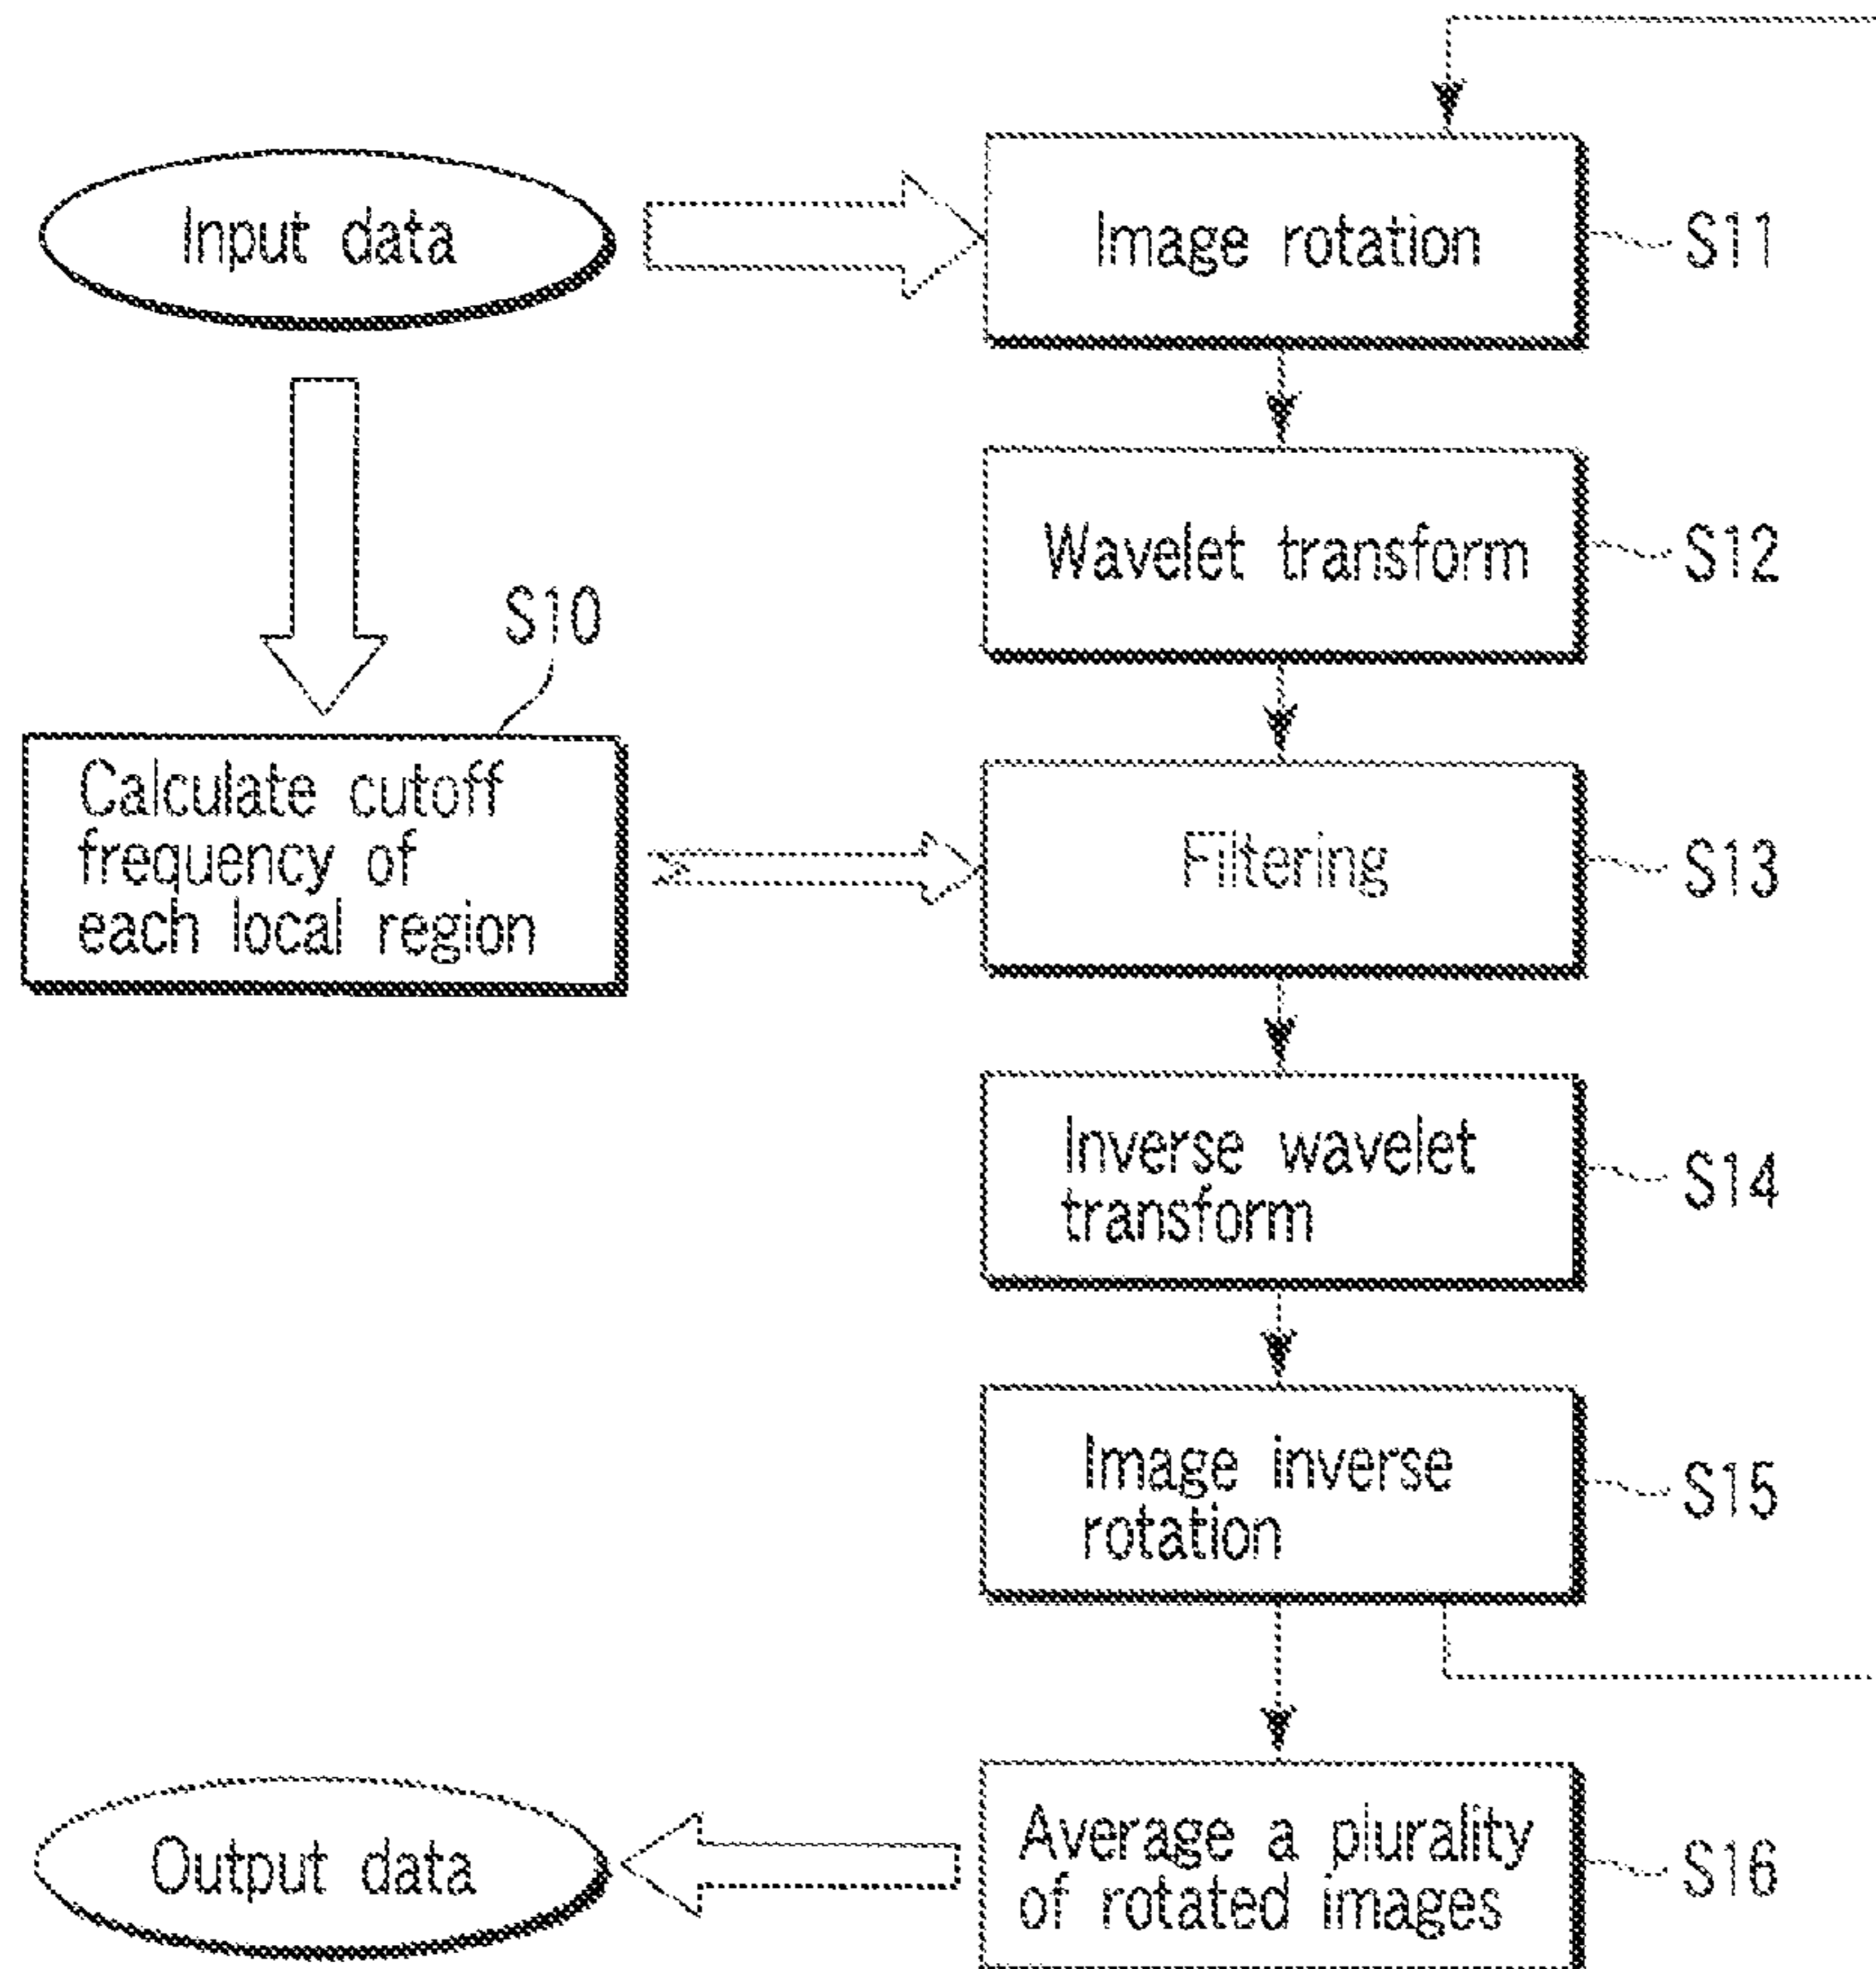 Input data
Image rotation
S11
Wavelet transform
S12
S10
Calculate cutoff
frequency of
each local region
Filtering
S13
Inverse wavelet
transform
S14
Image inverse
rotation
S15
Average a plurality
of rotated images
S16
Output data